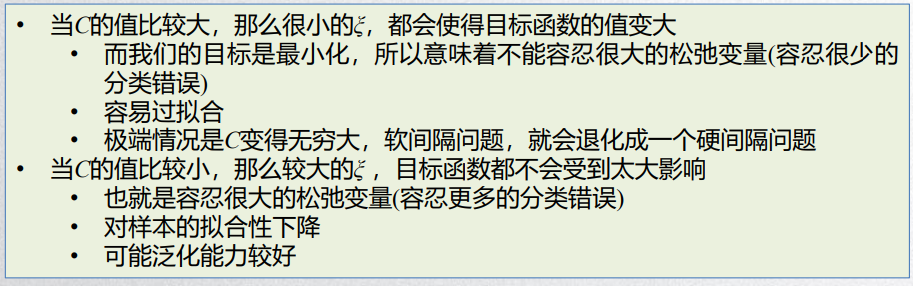 • 当C的值比较大，那么很小的ξ，都会使得目标函数的值变大
• 而我们的目标是最小化，所以意味着不能容忍很大的松弛变量(容忍很少的
分类错误)
• 容易过拟合
• 极端情况是C变得无穷大，软间隔问题，就会退化成一个硬间隔问题
• 当C的值比较小，那么较大的ξ ，目标函数都不会受到太大影响
• 也就是容忍很大的松弛变量(容忍更多的分类错误)
• 对样本的拟合性下降
• 可能泛化能力较好